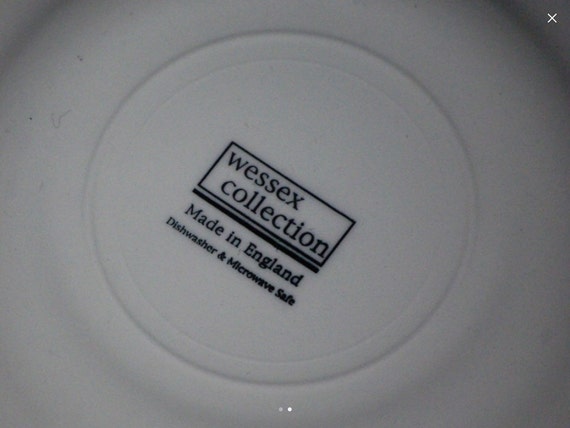 wessex
collection
Made in England
Dishwasher & Microwave Safe